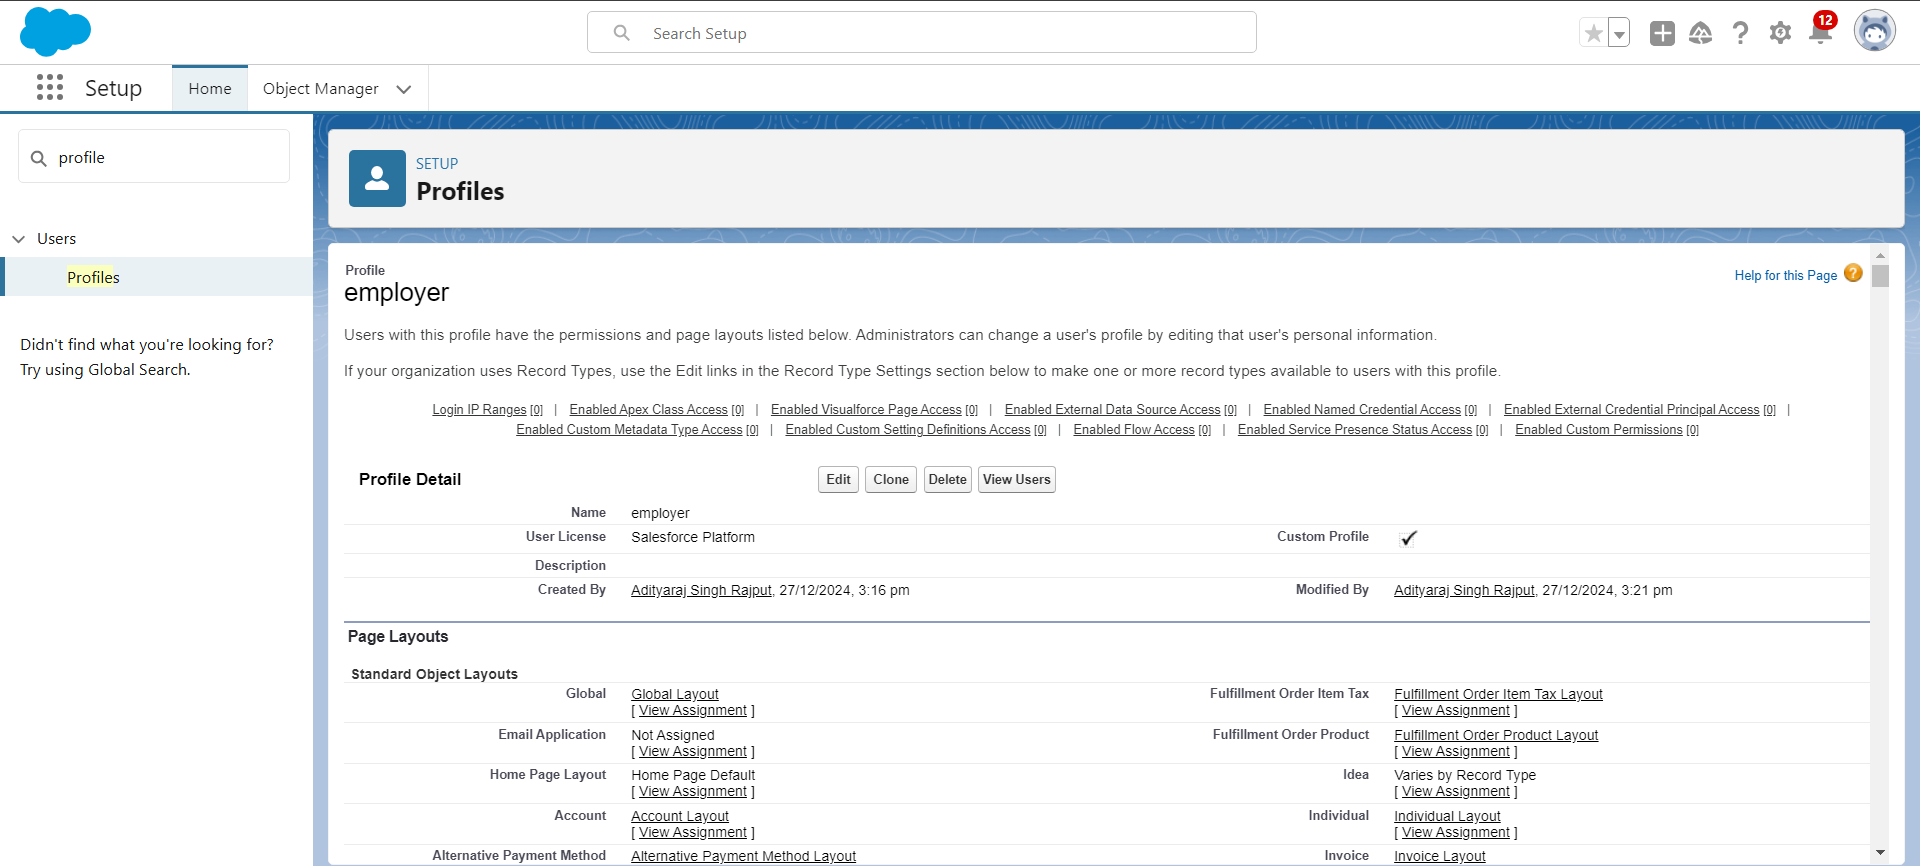 Search Setup
12
Setup
Home
Object Manager
profile
Users
Profiles
Didn't find what you're looking for?
Try using Global Search.
SETUP
Profiles
Profile
employer
Help for this Page ?
Users with this profile have the permissions and page layouts listed below. Administrators can change a user's profile by editing that user's personal information.
If your organization uses Record Types, use the Edit links in the Record Type Settings section below to make one or more record types available to users with this profile.
Login IP Ranges [0] | Enabled Apex Class Access [0] | Enabled Visualforce Page Access [0] | Enabled External Data Source Access [0] | Enabled Named Credential Access [0] | Enabled External Credential Principal Access [0] |
Enabled Custom Metadata Type Access [0] | Enabled Custom Setting Definitions Access [0] | Enabled Flow Access [0] | Enabled Service Presence Status Access [0] | Enabled Custom Permissions [0]
Profile Detail Edit Clone Delete View Users
Name employer
User License Salesforce Platform Custom Profile
Description
Created By Adityaraj Singh Rajput, 27/12/2024, 3:16 pm Modified By Adityaraj Singh Rajput, 27/12/2024, 3:21 pm
Page Layouts
Standard Object Layouts
Global Global Layout Fulfillment Order Item Tax Fulfillment Order Item Tax Layout
[ View Assignment ] [ View Assignment ]
Email Application Not Assigned Fulfillment Order Product Fulfillment Order Product Layout
[ View Assignment ] [ View Assignment ]
Home Page Layout Home Page Default Idea Varies by Record Type
[ View Assignment ] [ View Assignment ]
Account Account Layout Individual Individual Layout
[ View Assignment ] [ View Assignment ]
Alternative Payment Method Alternative Payment Method Layout Invoice Invoice Layout